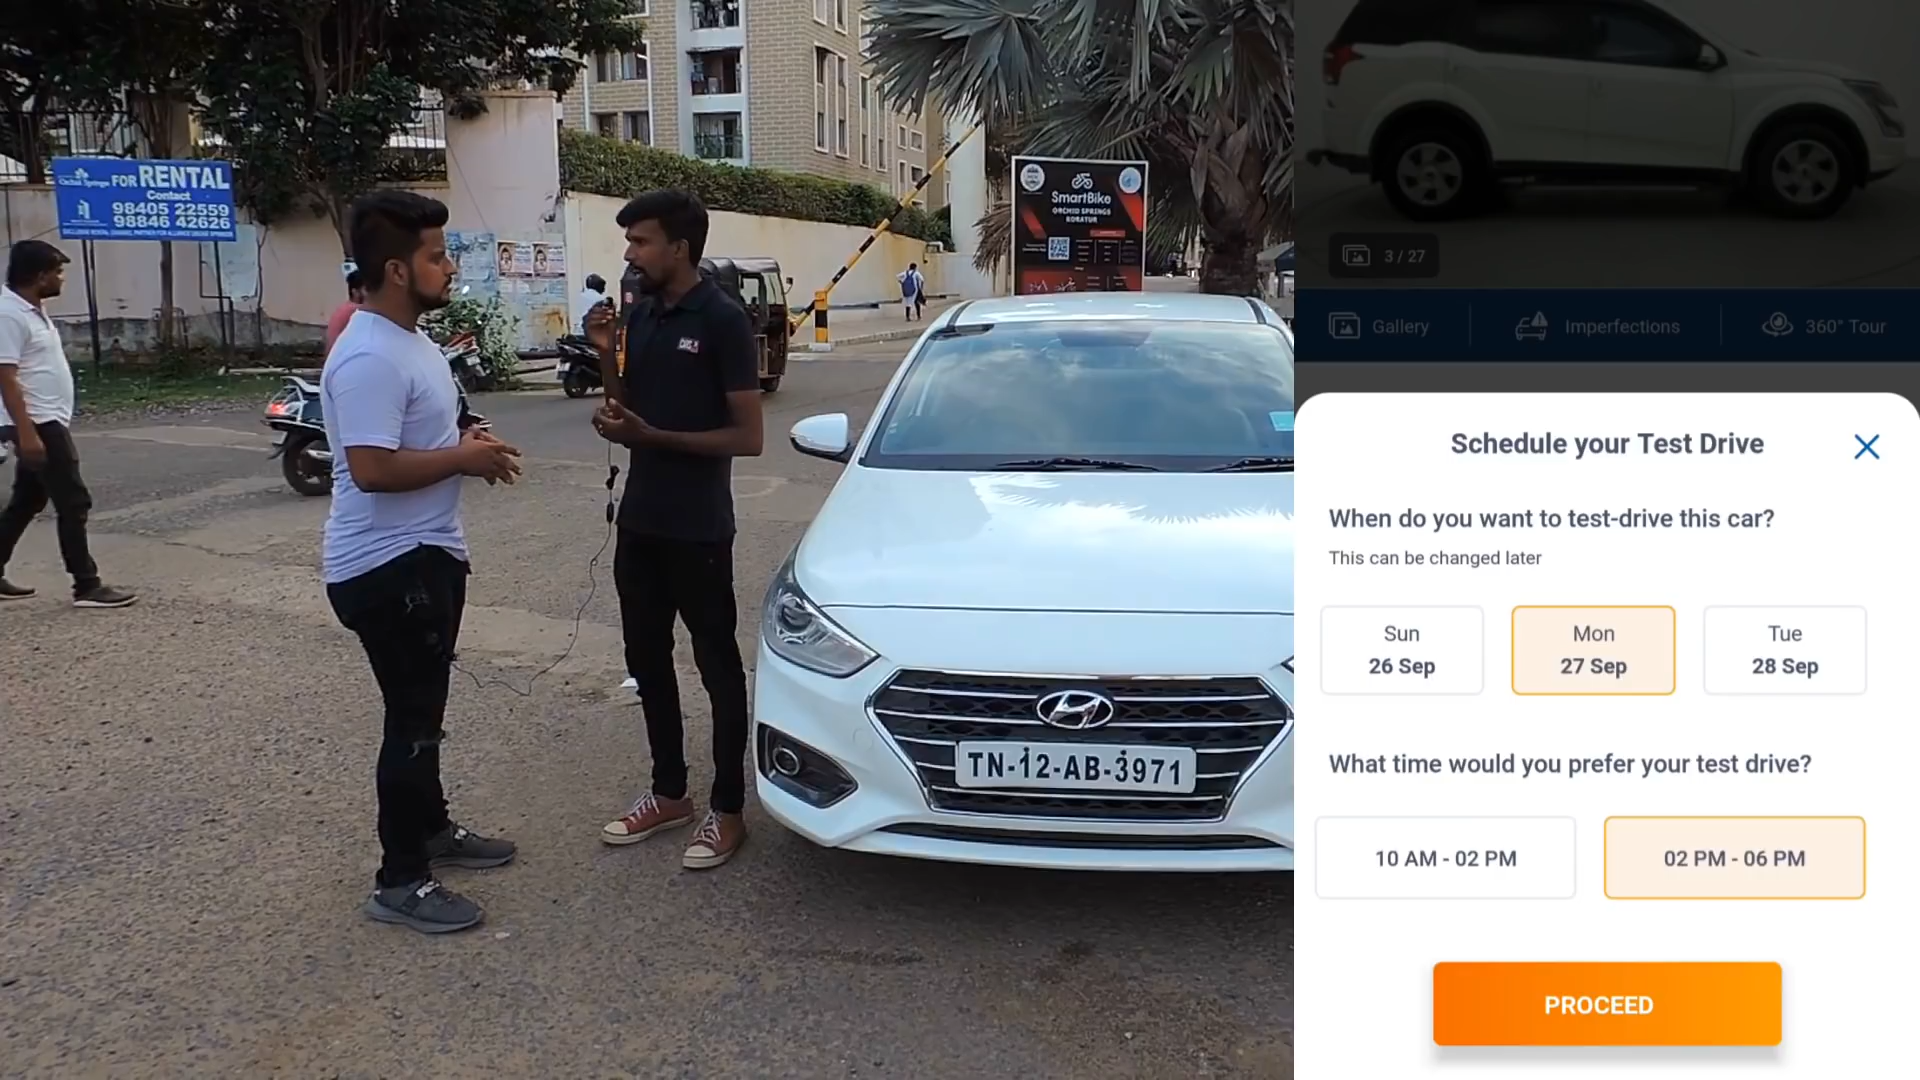 FOR RENTAL
Contact
98405 22559
98846 42626
SmartBike
ORCHID SPRINGS
KORATUR
TN-12-AB-3971
3 / 27
Gallery
Imperfections
360° Tour
Schedule your Test Drive
When do you want to test-drive this car?
This can be changed later
Sun
26 Sep
Mon
27 Sep
Tue
28 Sep
What time would you prefer your test drive?
10 AM - 02 PM
02 PM - 06 PM
PROCEED